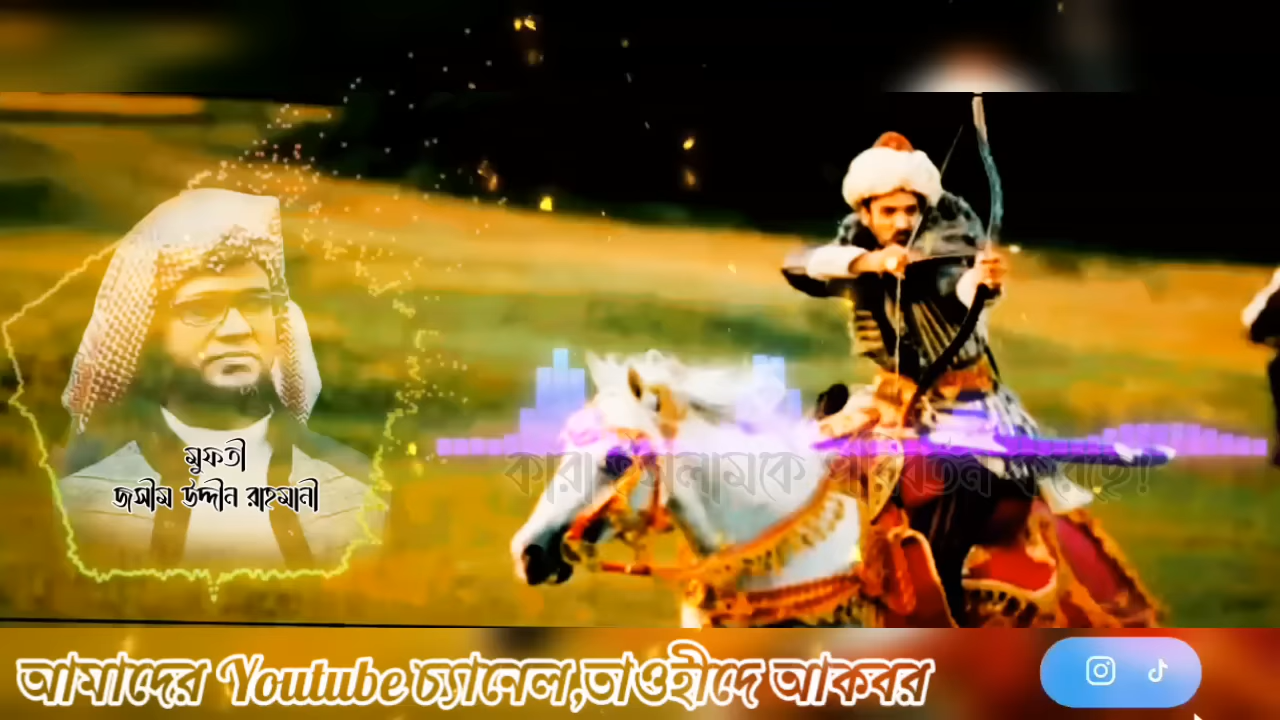 মুফতী
জসীম উদ্দীন রাহমানী
আমাদের Youtube চ্যানেল,তাওহীদে আকবর